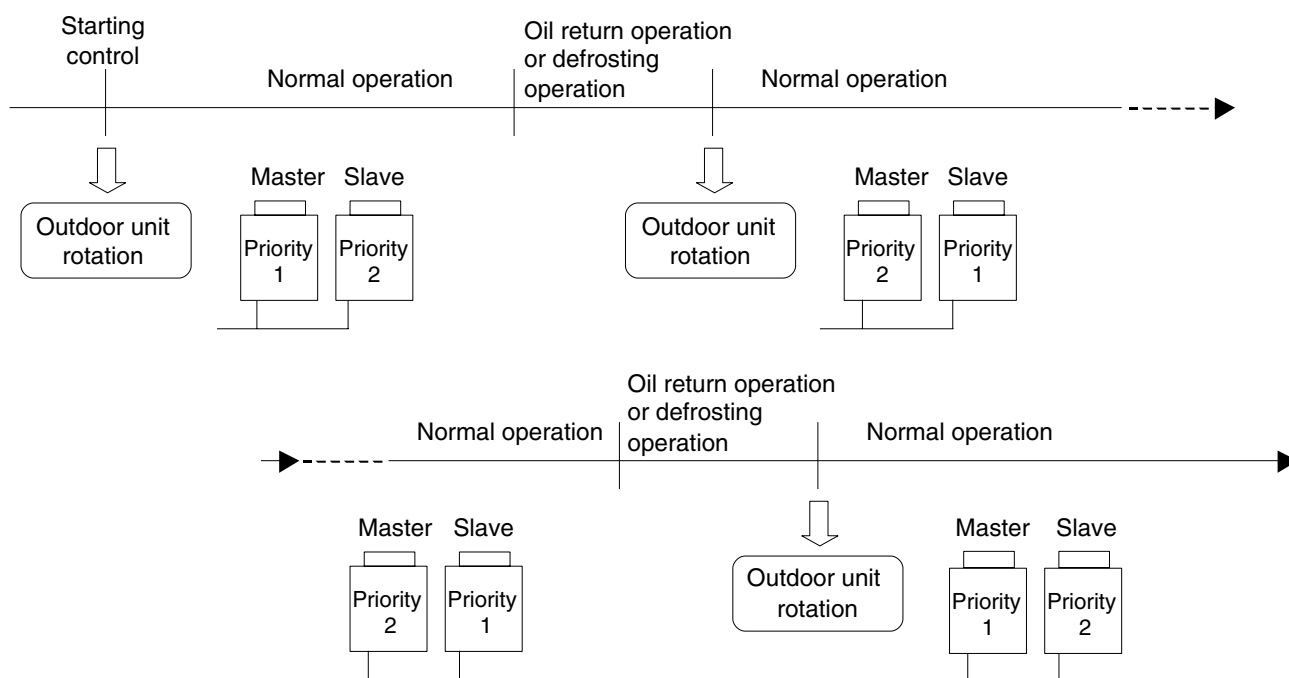 Starting
control
Normal operation
Oil return operation
or defrosting
operation
Normal operation
Outdoor unit
rotation
Master Slave
Priority
1
Priority
2
Outdoor unit
rotation
Master Slave
Priority
2
Priority
1
Normal operation
Oil return operation
or defrosting
operation
Normal operation
Master Slave
Priority
2
Priority
1
Outdoor unit
rotation
Master Slave
Priority
1
Priority
2